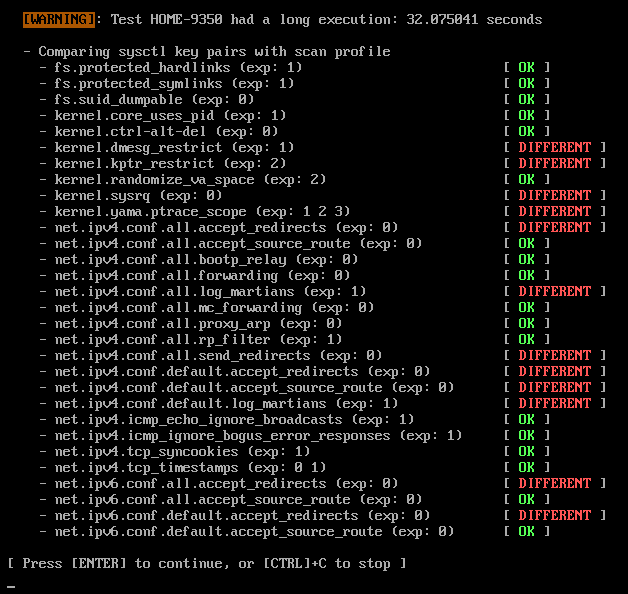 [WARNING]: Test HOME-9350 had a long execution: 32.075041 seconds
- Comparing sysctl key pairs with scan profile
- fs.protected_hardlinks (exp: 1) [ OK ]
- fs.protected_symlinks (exp: 1) [ OK ]
- fs.suid_dumpable (exp: 0) [ OK ]
- kernel.core_uses_pid (exp: 1) [ OK ]
- kernel.ctrl-alt-del (exp: 0) [ OK ]
- kernel.dmesg_restrict (exp: 1) [ DIFFERENT ]
- kernel.kptr_restrict (exp: 2) [ DIFFERENT ]
- kernel.randomize_va_space (exp: 2) [ OK ]
- kernel.sysrq (exp: 0) [ DIFFERENT ]
- kernel.yama.ptrace_scope (exp: 1 2 3) [ DIFFERENT ]
- net.ipv4.conf.all.accept_redirects (exp: 0) [ DIFFERENT ]
- net.ipv4.conf.all.accept_source_route (exp: 0) [ OK ]
- net.ipv4.conf.all.bootp_relay (exp: 0) [ OK ]
- net.ipv4.conf.all.forwarding (exp: 0) [ OK ]
- net.ipv4.conf.all.log_martians (exp: 1) [ DIFFERENT ]
- net.ipv4.conf.all.mc_forwarding (exp: 0) [ OK ]
- net.ipv4.conf.all.proxy_arp (exp: 0) [ OK ]
- net.ipv4.conf.all.rp_filter (exp: 1) [ OK ]
- net.ipv4.conf.all.send_redirects (exp: 0) [ DIFFERENT ]
- net.ipv4.conf.default.accept_redirects (exp: 0) [ DIFFERENT ]
- net.ipv4.conf.default.accept_source_route (exp: 0) [ DIFFERENT ]
- net.ipv4.conf.default.log_martians (exp: 1) [ DIFFERENT ]
- net.ipv4.icmp_echo_ignore_broadcasts (exp: 1) [ OK ]
- net.ipv4.icmp_ignore_bogus_error_responses (exp: 1) [ OK ]
- net.ipv4.tcp_syncookies (exp: 1) [ OK ]
- net.ipv4.tcp_timestamps (exp: 0 1) [ OK ]
- net.ipv6.conf.all.accept_redirects (exp: 0) [ DIFFERENT ]
- net.ipv6.conf.all.accept_source_route (exp: 0) [ OK ]
- net.ipv6.conf.default.accept_redirects (exp: 0) [ DIFFERENT ]
- net.ipv6.conf.default.accept_source_route (exp: 0) [ OK ]
[ Press [ENTER] to continue, or [CTRL]+C to stop ]
_